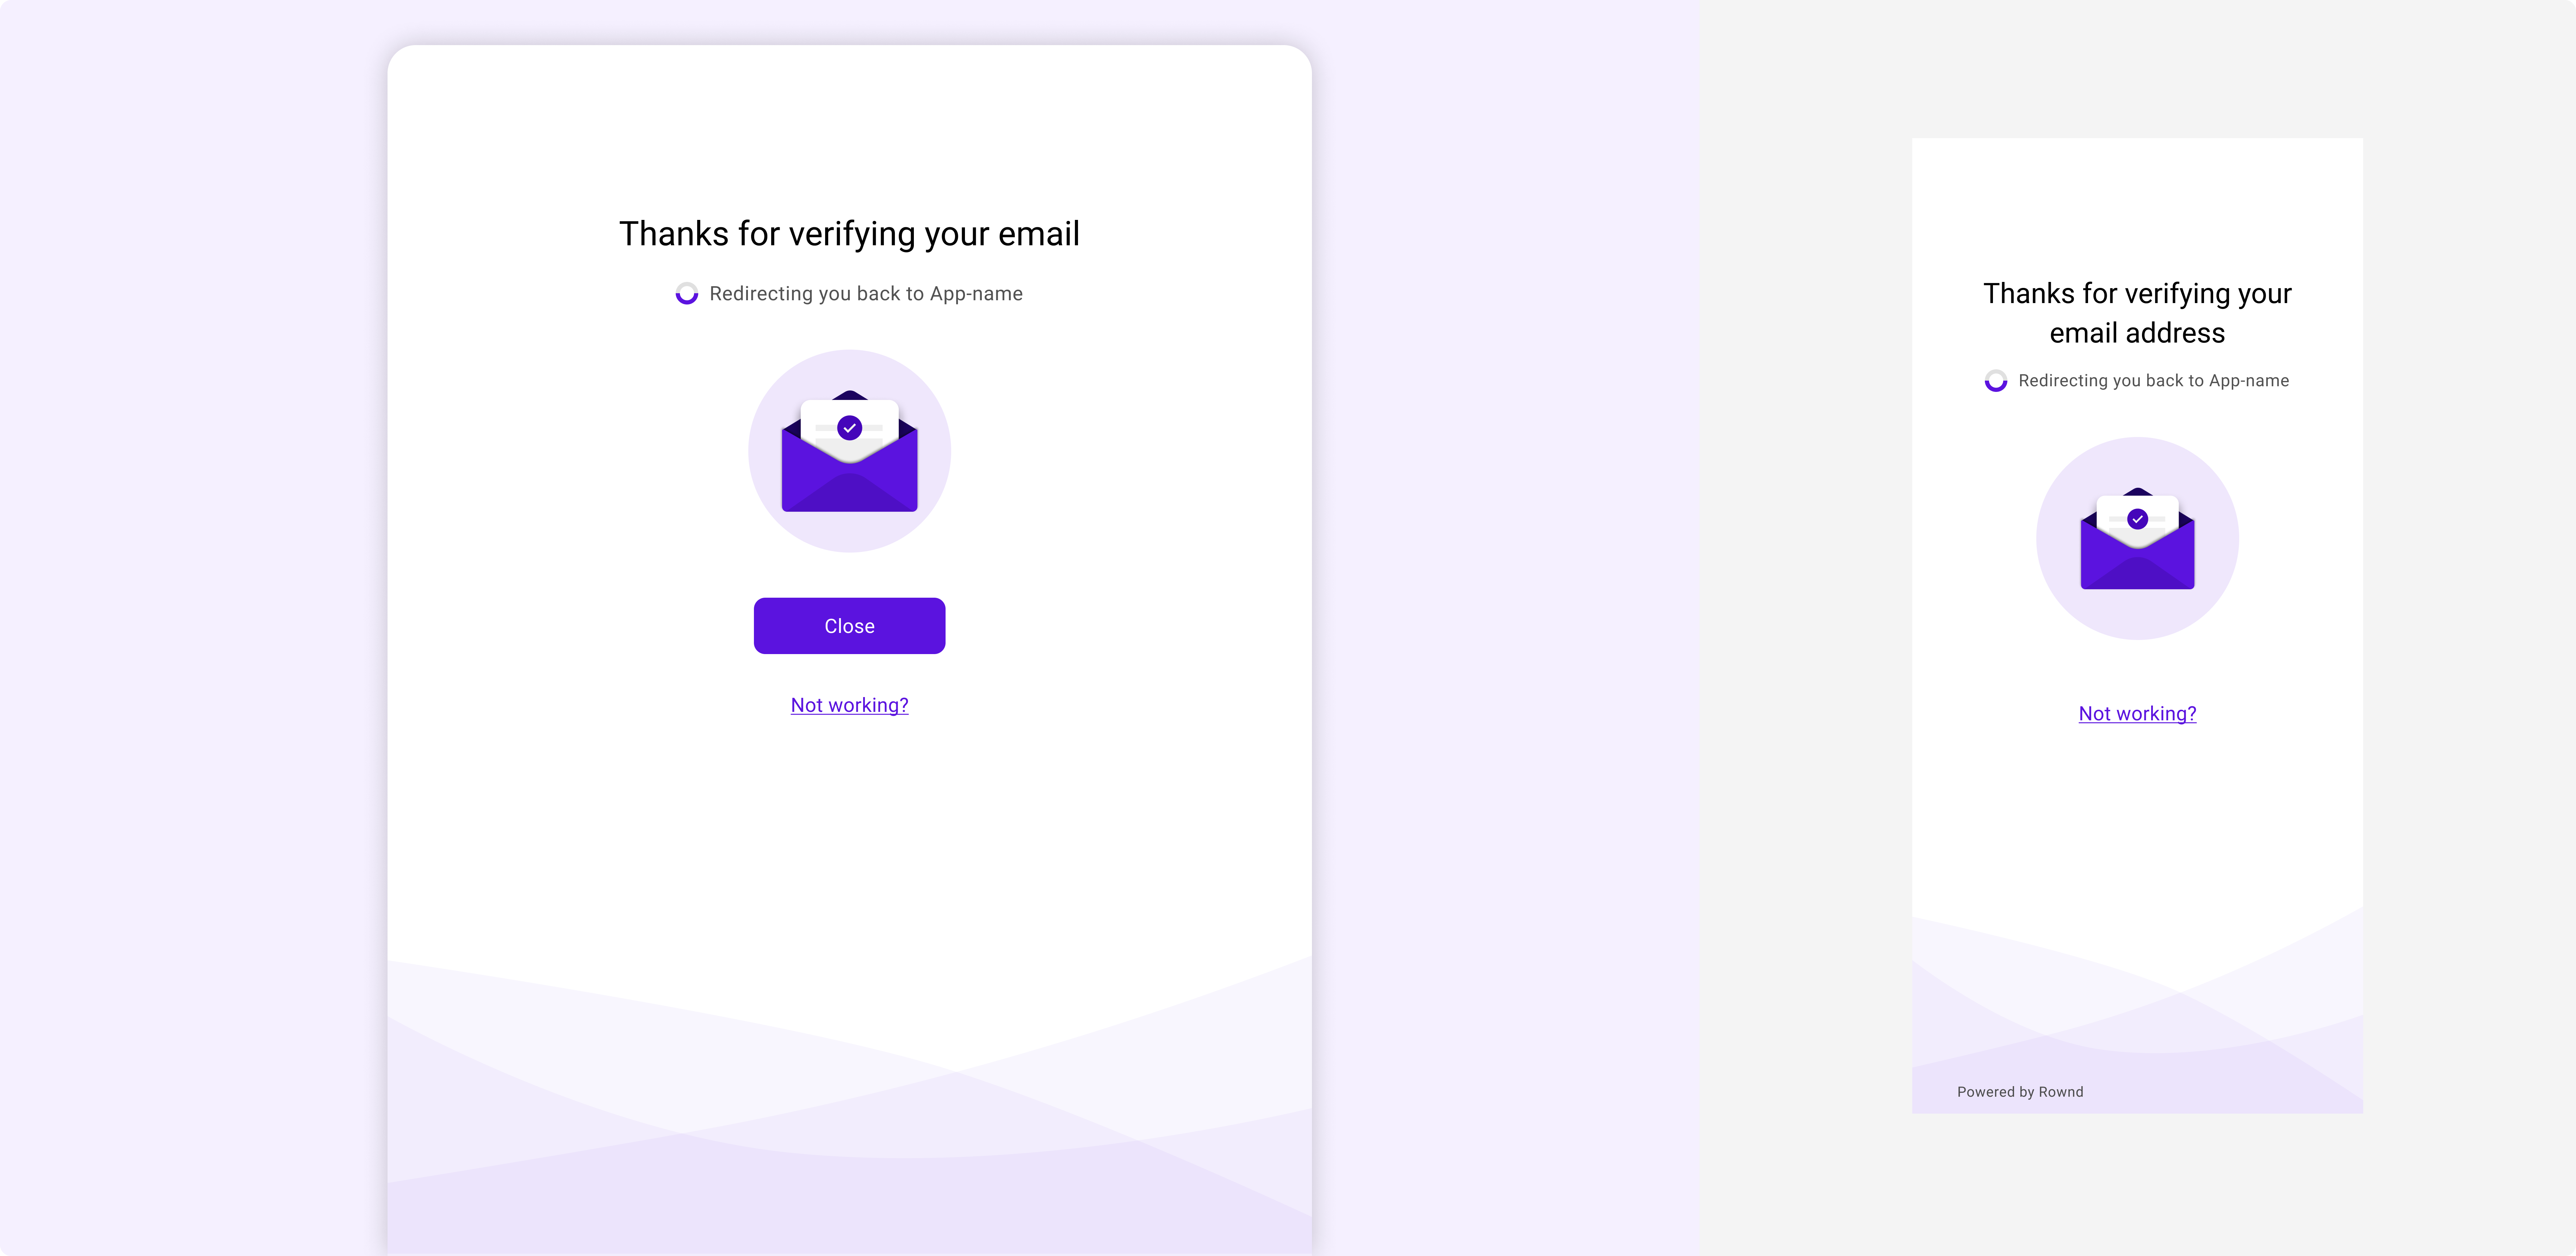 Thanks for verifying your email
Redirecting you back to App-name
Close
Not working?
Thanks for verifying your
email address
Redirecting you back to App-name
Not working?
Powered by Rownd